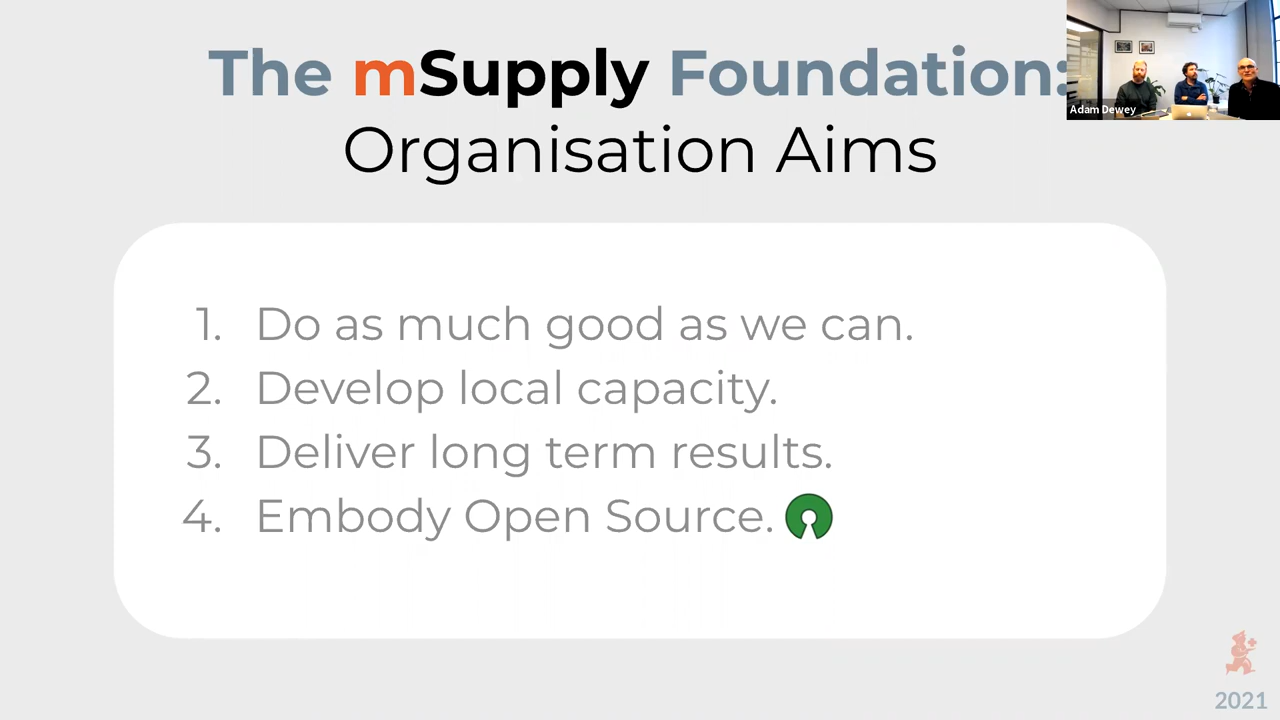 The mSupply Foundation:
Organisation Aims
Adam Dewey
1. Do as much good as we can.
2. Develop local capacity.
3. Deliver long term results.
4. Embody Open Source.
2021